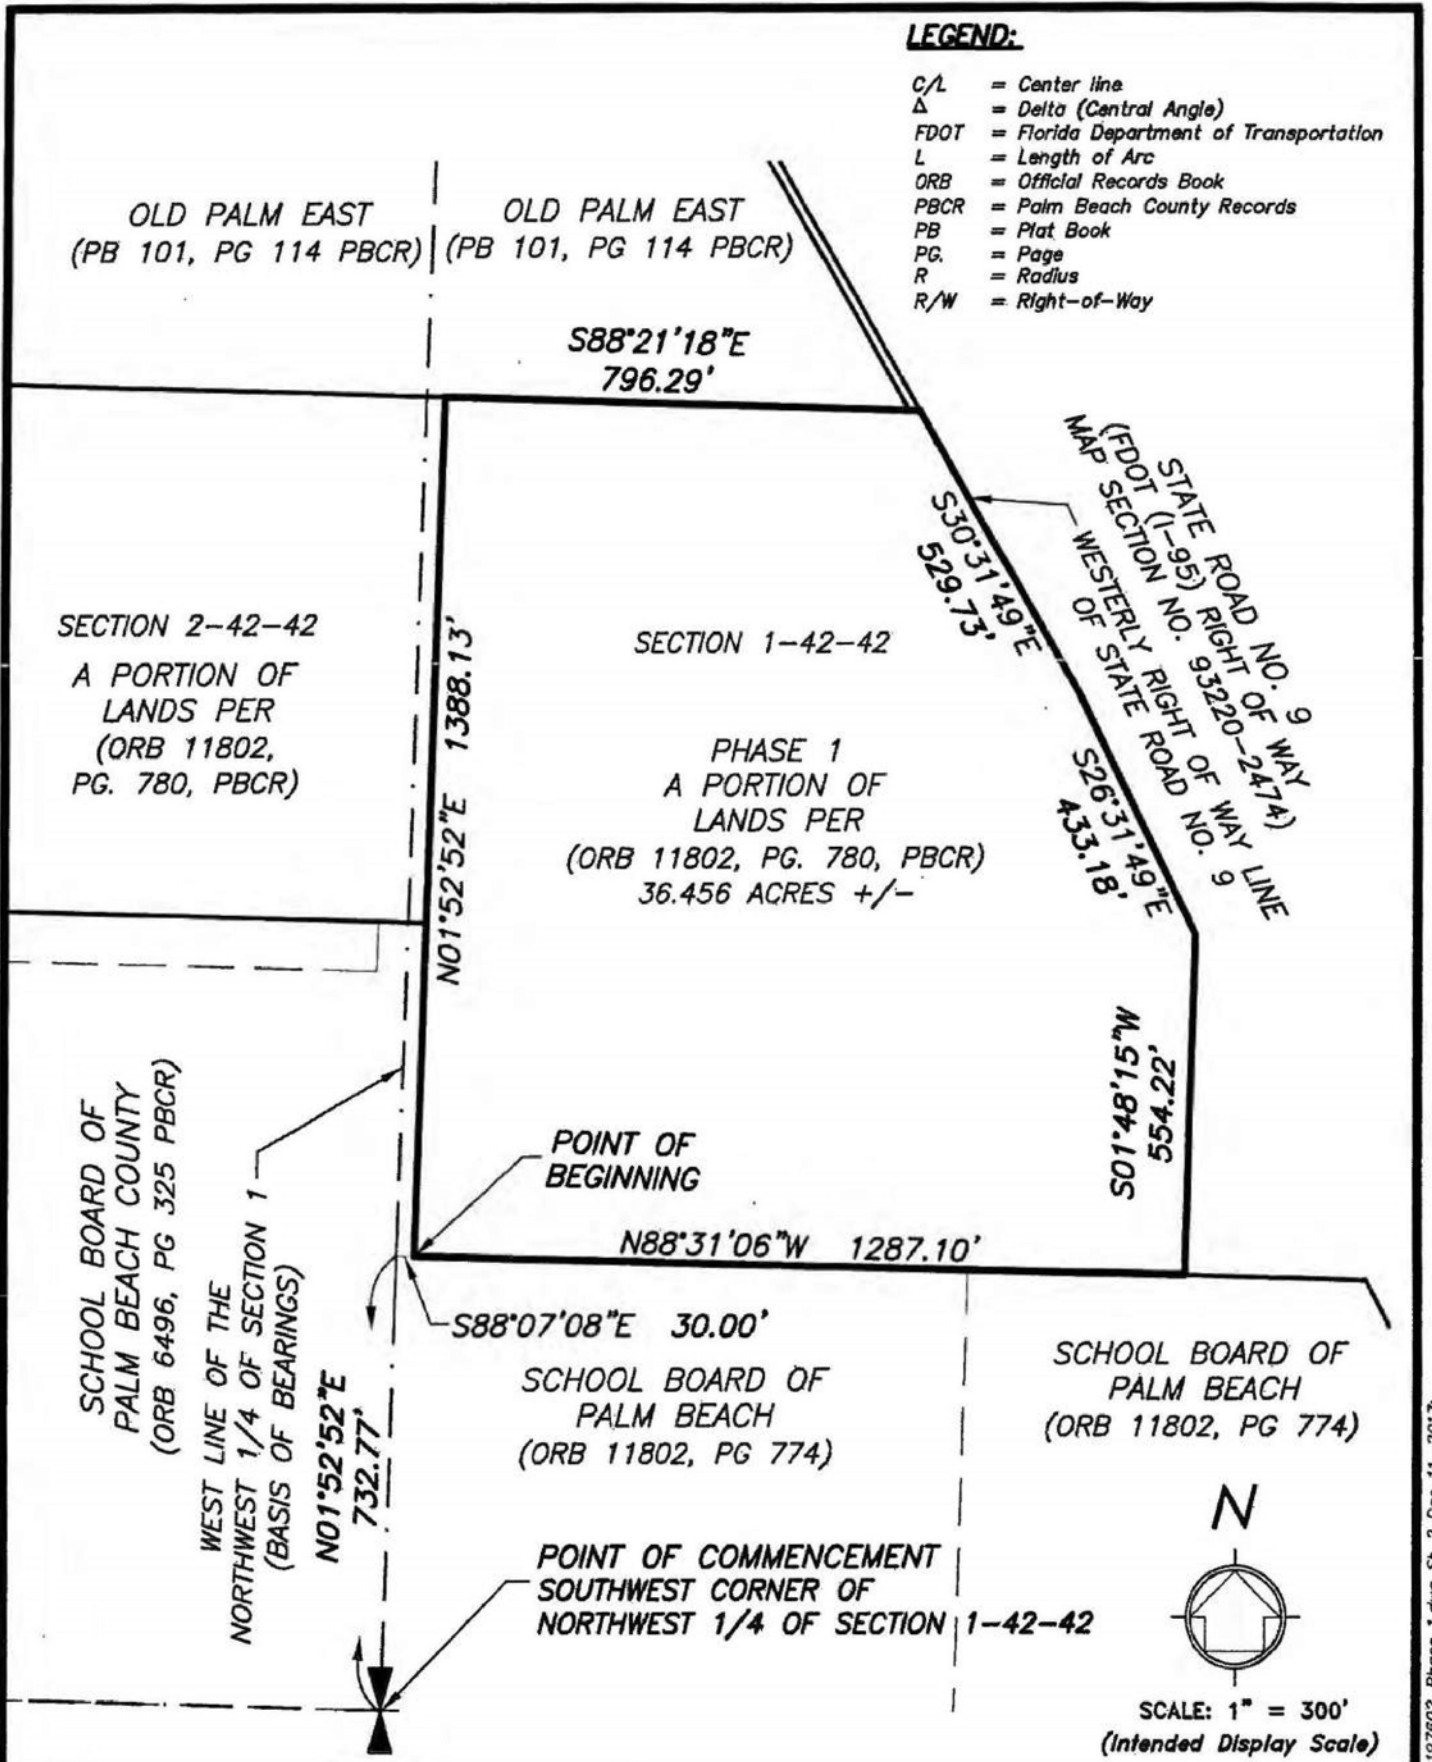 LEGEND:
C/L = Center line
Δ = Delta (Central Angle)
FDOT = Florida Department of Transportation
L = Length of Arc
ORB = Official Records Book
PBCR = Palm Beach County Records
PB = Plat Book
PG. = Page
R = Radius
R/W = Right-of-Way
OLD PALM EAST
(PB 101, PG 114 PBCR)
OLD PALM EAST
(PB 101, PG 114 PBCR)
S88°21'18"E
796.29'
STATE ROAD NO. 9
(FDOT (I-95) RIGHT OF WAY
MAP SECTION NO. 93220-2474)
WESTERLY RIGHT OF WAY LINE
OF STATE ROAD NO. 9
S30°31'49"E
529.73'
SECTION 2-42-42
A PORTION OF
LANDS PER
(ORB 11802,
PG. 780, PBCR)
N01°52'52"E 1388.13'
SECTION 1-42-42
PHASE 1
A PORTION OF
LANDS PER
(ORB 11802, PG. 780, PBCR)
36.456 ACRES +/-
S26°31'49"E
433.18'
S01°48'15"W
554.22'
SCHOOL BOARD OF
PALM BEACH COUNTY
(ORB 6496, PG 325 PBCR)
WEST LINE OF THE
NORTHWEST 1/4 OF SECTION 1
(BASIS OF BEARINGS)
POINT OF
BEGINNING
N88°31'06"W 1287.10'
S88°07'08"E 30.00'
N01°52'52"E
732.77'
SCHOOL BOARD OF
PALM BEACH
(ORB 11802, PG 774)
SCHOOL BOARD OF
PALM BEACH
(ORB 11802, PG 774)
POINT OF COMMENCEMENT
SOUTHWEST CORNER OF
NORTHWEST 1/4 OF SECTION 1-42-42
N
SCALE: 1" = 300'
(Intended Display Scale)